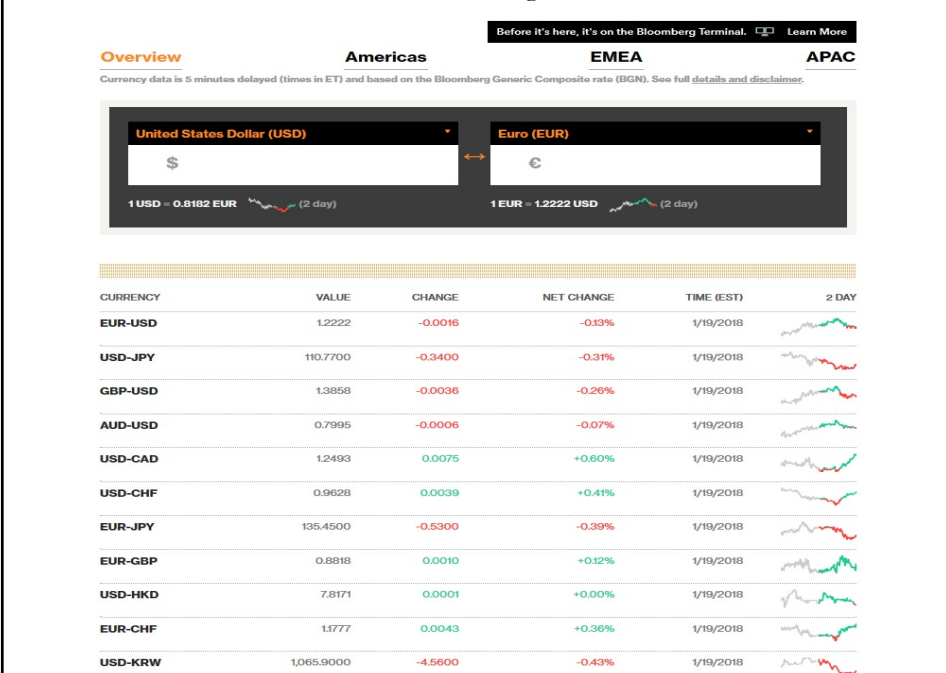 Before it's here, it's on the Bloomberg Terminal. Learn More
Overview Americas EMEA APAC
Currency data is 5 minutes delayed (times in ET) and based on the Bloomberg Generic Composite rate (BGN). See full details and disclaimer.
United States Dollar (USD) Euro (EUR)
$ €
1 USD = 0.8182 EUR (2 day) 1 EUR = 1.2222 USD (2 day)
CURRENCY VALUE CHANGE NET CHANGE TIME (EST) 2 DAY
EUR-USD 1.2222 -0.0016 -0.13% 1/19/2018
USD-JPY 110.7700 -0.3400 -0.31% 1/19/2018
GBP-USD 1.3858 -0.0036 -0.26% 1/19/2018
AUD-USD 0.7995 -0.0006 -0.07% 1/19/2018
USD-CAD 1.2493 0.0075 +0.60% 1/19/2018
USD-CHF 0.9628 0.0039 +0.41% 1/19/2018
EUR-JPY 135.4500 -0.5300 -0.39% 1/19/2018
EUR-GBP 0.8818 0.0010 +0.12% 1/19/2018
USD-HKD 7.8171 0.0001 +0.00% 1/19/2018
EUR-CHF 1.1777 0.0043 +0.36% 1/19/2018
USD-KRW 1,065.9000 -4.5600 -0.43% 1/19/2018